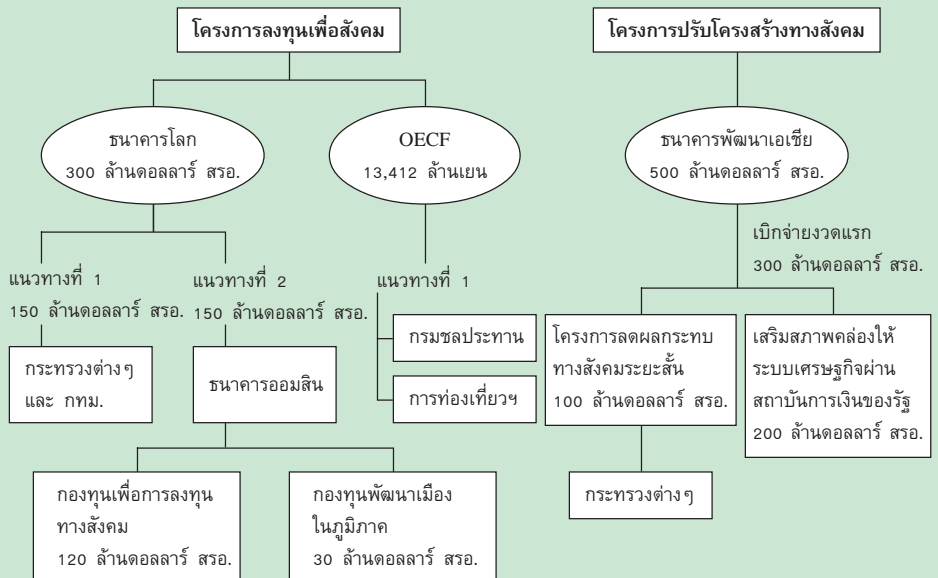 โครงการลงทุนเพื่อสังคม
ธนาคารโลก
300 ล้านดอลลาร์ สรอ.
OECF
13,412 ล้านเยน
แนวทางที่ 1
150 ล้านดอลลาร์ สรอ.
กระทรวงต่างๆ
และ กทม.
แนวทางที่ 2
150 ล้านดอลลาร์ สรอ.
ธนาคารออมสิน
กองทุนเพื่อการลงทุน
ทางสังคม
120 ล้านดอลลาร์ สรอ.
กองทุนพัฒนาเมือง
ในภูมิภาค
30 ล้านดอลลาร์ สรอ.
แนวทางที่ 1
กรมชลประทาน
การท่องเที่ยวฯ
โครงการปรับโครงสร้างทางสังคม
ธนาคารพัฒนาเอเชีย
500 ล้านดอลลาร์ สรอ.
เบิกจ่ายงวดแรก
300 ล้านดอลลาร์ สรอ.
โครงการลดผลกระทบ
ทางสังคมระยะสั้น
100 ล้านดอลลาร์ สรอ.
กระทรวงต่างๆ
เสริมสภาพคล่องให้
ระบบเศรษฐกิจผ่าน
สถาบันการเงินของรัฐ
200 ล้านดอลลาร์ สรอ.